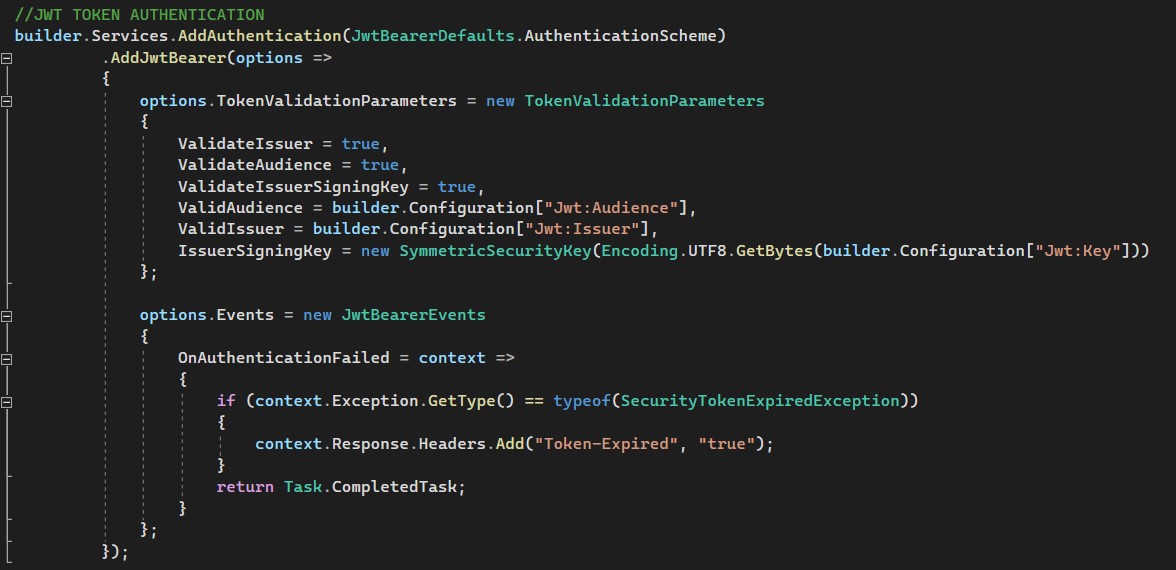 //JWT TOKEN AUTHENTICATION
builder.Services.AddAuthentication(JwtBearerDefaults.AuthenticationScheme)
.AddJwtBearer(options =>
{
options.TokenValidationParameters = new TokenValidationParameters
{
ValidateIssuer = true,
ValidateAudience = true,
ValidateIssuerSigningKey = true,
ValidAudience = builder.Configuration["Jwt:Audience"],
ValidIssuer = builder.Configuration["Jwt:Issuer"],
IssuerSigningKey = new SymmetricSecurityKey(Encoding.UTF8.GetBytes(builder.Configuration["Jwt:Key"]))
};
options.Events = new JwtBearerEvents
{
OnAuthenticationFailed = context =>
{
if (context.Exception.GetType() == typeof(SecurityTokenExpiredException))
{
context.Response.Headers.Add("Token-Expired", "true");
}
return Task.CompletedTask;
}
};
});